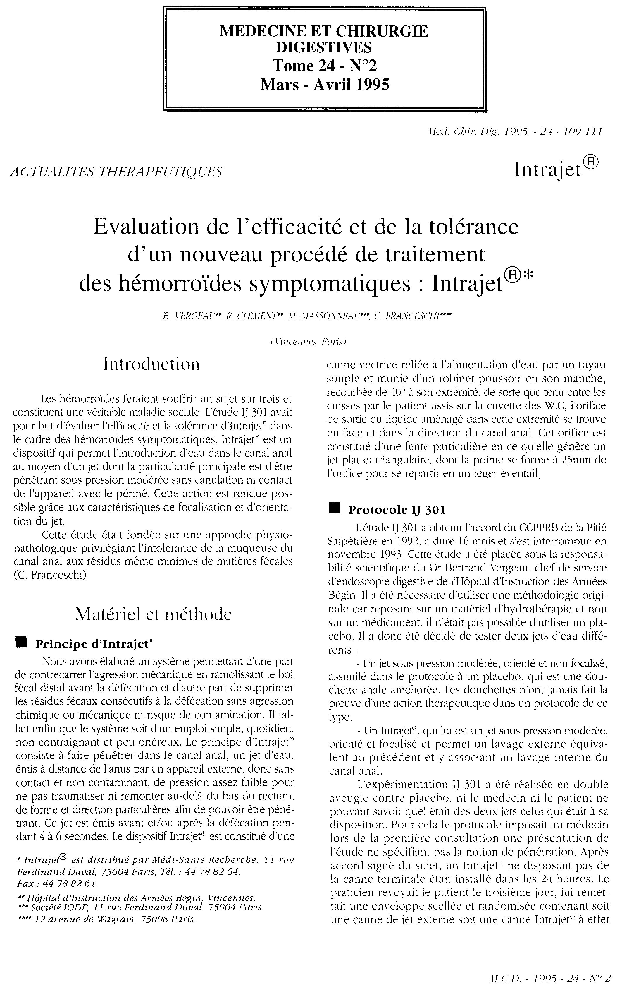 MEDECINE ET CHIRURGIE
DIGESTIVES
Tome 24 - N°2
Mars - Avril 1995
Med. Chir. Dig. 1995 – 24 - 109-111
ACTUALITES THERAPEUTIQUES
Intrajet®
Evaluation de l'efficacité et de la tolérance
d'un nouveau procédé de traitement
des hémorroïdes symptomatiques : Intrajet®*
B. VERGEAU**, R. CLEMENT**, M. MASSONNEAU***, C. FRANCESCHI****
(Vincennes, Paris)
Introduction
Les hémorroïdes feraient souffrir un sujet sur trois et
constituent une véritable maladie sociale. L'étude IJ 301 avait
pour but d'évaluer l'efficacité et la tolérance d'Intrajet® dans
le cadre des hémorroïdes symptomatiques. Intrajet® est un
dispositif qui permet l'introduction d'eau dans le canal anal
au moyen d'un jet dont la particularité principale est d'être
pénétrant sous pression modérée sans canulation ni contact
de l'appareil avec le périné. Cette action est rendue pos-
sible grâce aux caractéristiques de focalisation et d'orienta-
tion du jet.
Cette étude était fondée sur une approche physio-
pathologique privilégiant l'intolérance de la muqueuse du
canal anal aux résidus même minimes de matières fécales
(C. Franceschi).
Matériel et méthode
■ Principe d'Intrajet®
Nous avons élaboré un système permettant d'une part
de contrecarrer l'agression mécanique en ramolissant le bol
fécal distal avant la défécation et d'autre part de supprimer
les résidus fécaux consécutifs à la défécation sans agression
chimique ou mécanique ni risque de contamination. Il fal-
lait enfin que le système soit d'un emploi simple, quotidien,
non contraignant et peu onéreux. Le principe d'Intrajet®
consiste à faire pénétrer dans le canal anal, un jet d'eau,
émis à distance de l'anus par un appareil externe, donc sans
contact et non contaminant, de pression assez faible pour
ne pas traumatiser ni remonter au-delà du bas du rectum,
de forme et direction particulières afin de pouvoir être péné-
trant. Ce jet est émis avant et/ou après la défécation pen-
dant 4 à 6 secondes. Le dispositif Intrajet® est constitué d'une
* Intrajet® est distribué par Médi-Santé Recherche, 11 rue
Ferdinand Duval, 75004 Paris, Tél. : 44 78 82 64,
Fax : 44 78 82 61.
** Hôpital d'Instruction des Armées Bégin, Vincennes.
*** Société IODP, 11 rue Ferdinand Duval, 75004 Paris.
**** 12 avenue de Wagram, 75008 Paris.
canne vectrice reliée à l'alimentation d'eau par un tuyau
souple et munie d'un robinet poussoir en son manche,
recourbée de 40° à son extrémité, de sorte que tenu entre les
cuisses par le patient assis sur la cuvette des W.C, l'orifice
de sortie du liquide aménagé dans cette extrémité se trouve
en face et dans la direction du canal anal. Cet orifice est
constitué d'une fente particulière en ce qu'elle génère un
jet plat et triangulaire, dont la pointe se forme à 25mm de
l'orifice pour se repartir en un léger éventail.
■ Protocole IJ 301
L'étude IJ 301 a obtenu l'accord du CCPPRB de la Pitié
Salpétrière en 1992, a duré 16 mois et s'est interrompue en
novembre 1993. Cette étude a été placée sous la responsa-
bilité scientifique du Dr Bertrand Vergeau, chef de service
d'endoscopie digestive de l'Hôpital d'Instruction des Armées
Bégin. Il a été nécessaire d'utiliser une méthodologie origi-
nale car reposant sur un matériel d'hydrothérapie et non
sur un médicament, il n'était pas possible d'utiliser un pla-
cebo. Il a donc été décidé de tester deux jets d'eau diffé-
rents :
- Un jet sous pression modérée, orienté et non focalisé,
assimilé dans le protocole à un placebo, qui est une dou-
chette anale améliorée. Les douchettes n'ont jamais fait la
preuve d'une action thérapeutique dans un protocole de ce
type.
- Un Intrajet®, qui lui est un jet sous pression modérée,
orienté et focalisé et permet un lavage externe équiva-
lent au précédent et y associant un lavage interne du
canal anal.
L'expérimentation IJ 301 a été réalisée en double
aveugle contre placebo, ni le médecin ni le patient ne
pouvant savoir quel était des deux jets celui qui était à sa
disposition. Pour cela le protocole imposait au médecin
lors de la première consultation une présentation de
l'étude ne spécifiant pas la notion de pénétration. Après
accord signé du sujet, un Intrajet® ne disposant pas de
la canne terminale était installé dans les 24 heures. Le
praticien revoyait le patient le troisième jour, lui remet-
tait une enveloppe scellée et randomisée contenant soit
une canne de jet externe soit une canne Intrajet® à effet
M.C.D. - 1995 - 24 - N° 2